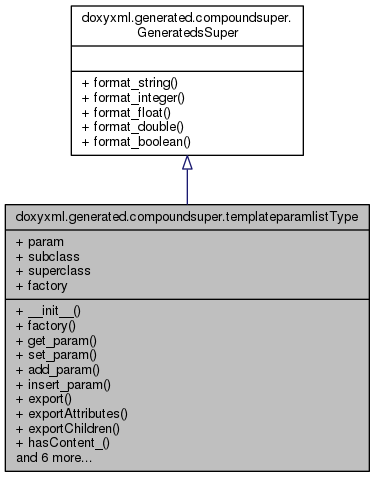 doxyxml.generated.compoundsuper.
GeneratedsSuper
+ format_string()
+ format_integer()
+ format_float()
+ format_double()
+ format_boolean()
doxyxml.generated.compoundsuper.templateparamlistType
+ param
+ subclass
+ superclass
+ factory
+ __init__()
+ factory()
+ get_param()
+ set_param()
+ add_param()
+ insert_param()
+ export()
+ exportAttributes()
+ exportChildren()
+ hasContent_()
and 6 more...